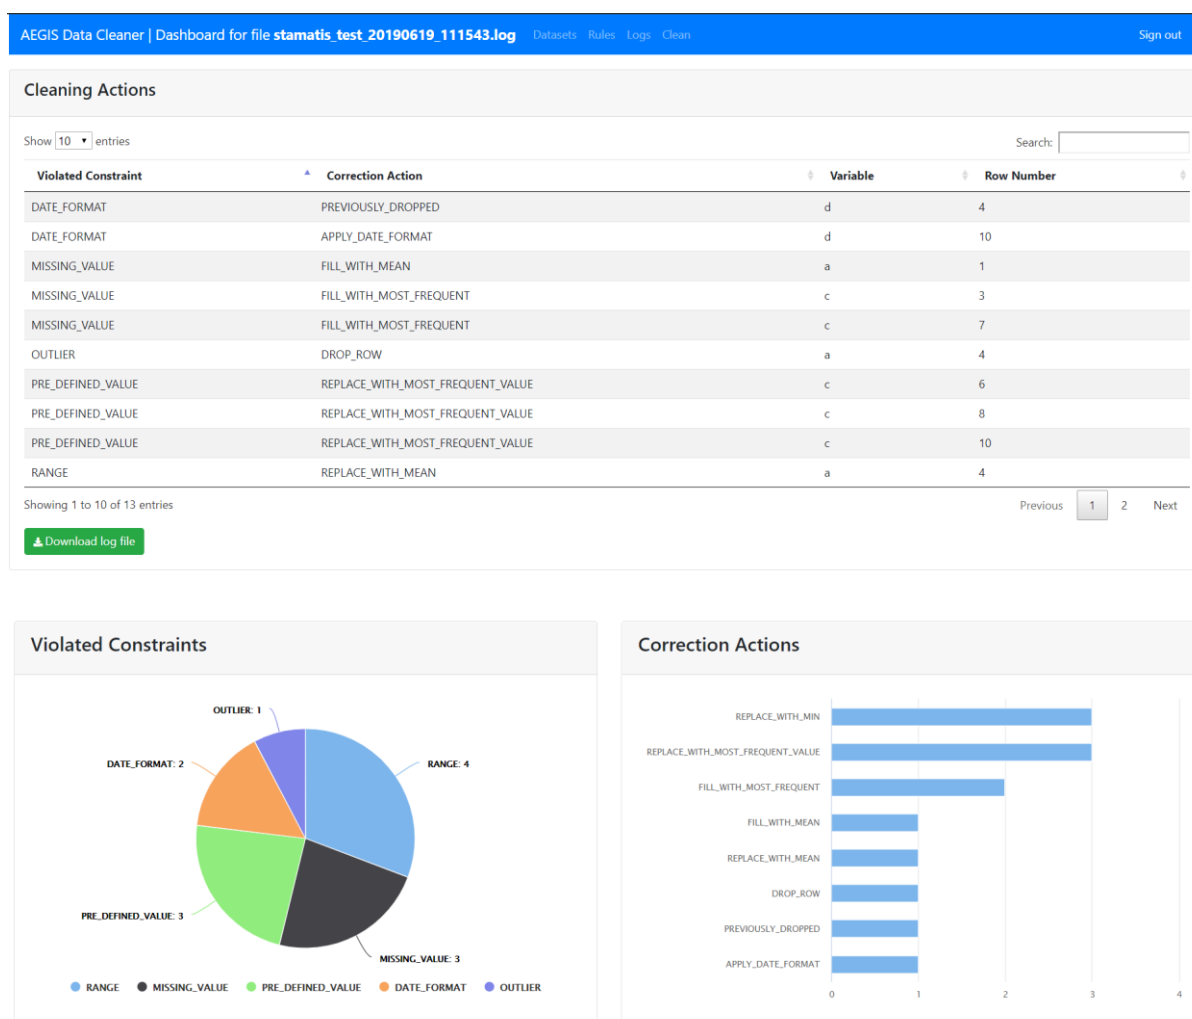 AEGIS Data Cleaner | Dashboard for file stamatis_test_20190619_111543.log Datasets Rules Logs Clean Sign out
Cleaning Actions
Show 10 entries Search:
Violated Constraint Correction Action Variable Row Number
DATE_FORMAT PREVIOUSLY_DROPPED d 4
DATE_FORMAT APPLY_DATE_FORMAT d 10
MISSING_VALUE FILL_WITH_MEAN a 1
MISSING_VALUE FILL_WITH_MOST_FREQUENT c 3
MISSING_VALUE FILL_WITH_MOST_FREQUENT c 7
OUTLIER DROP_ROW a 4
PRE_DEFINED_VALUE REPLACE_WITH_MOST_FREQUENT_VALUE c 6
PRE_DEFINED_VALUE REPLACE_WITH_MOST_FREQUENT_VALUE c 8
PRE_DEFINED_VALUE REPLACE_WITH_MOST_FREQUENT_VALUE c 10
RANGE REPLACE_WITH_MEAN a 4
Showing 1 to 10 of 13 entries Previous 1 2 Next
Download log file
Violated Constraints
OUTLIER: 1
DATE_FORMAT: 2
RANGE: 4
PRE_DEFINED_VALUE: 3
MISSING_VALUE: 3
RANGE MISSING_VALUE PRE_DEFINED_VALUE DATE_FORMAT OUTLIER
Correction Actions
REPLACE_WITH_MIN
REPLACE_WITH_MOST_FREQUENT_VALUE
FILL_WITH_MOST_FREQUENT
FILL_WITH_MEAN
REPLACE_WITH_MEAN
DROP_ROW
PREVIOUSLY_DROPPED
APPLY_DATE_FORMAT
0 1 2 3 4